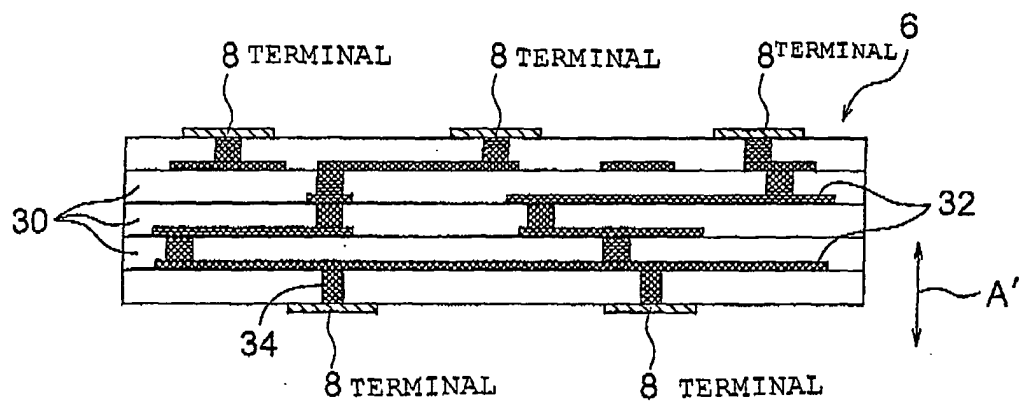 6
8 TERMINAL
8 TERMINAL
8 TERMINAL
30
32
A'
34
8 TERMINAL
8 TERMINAL